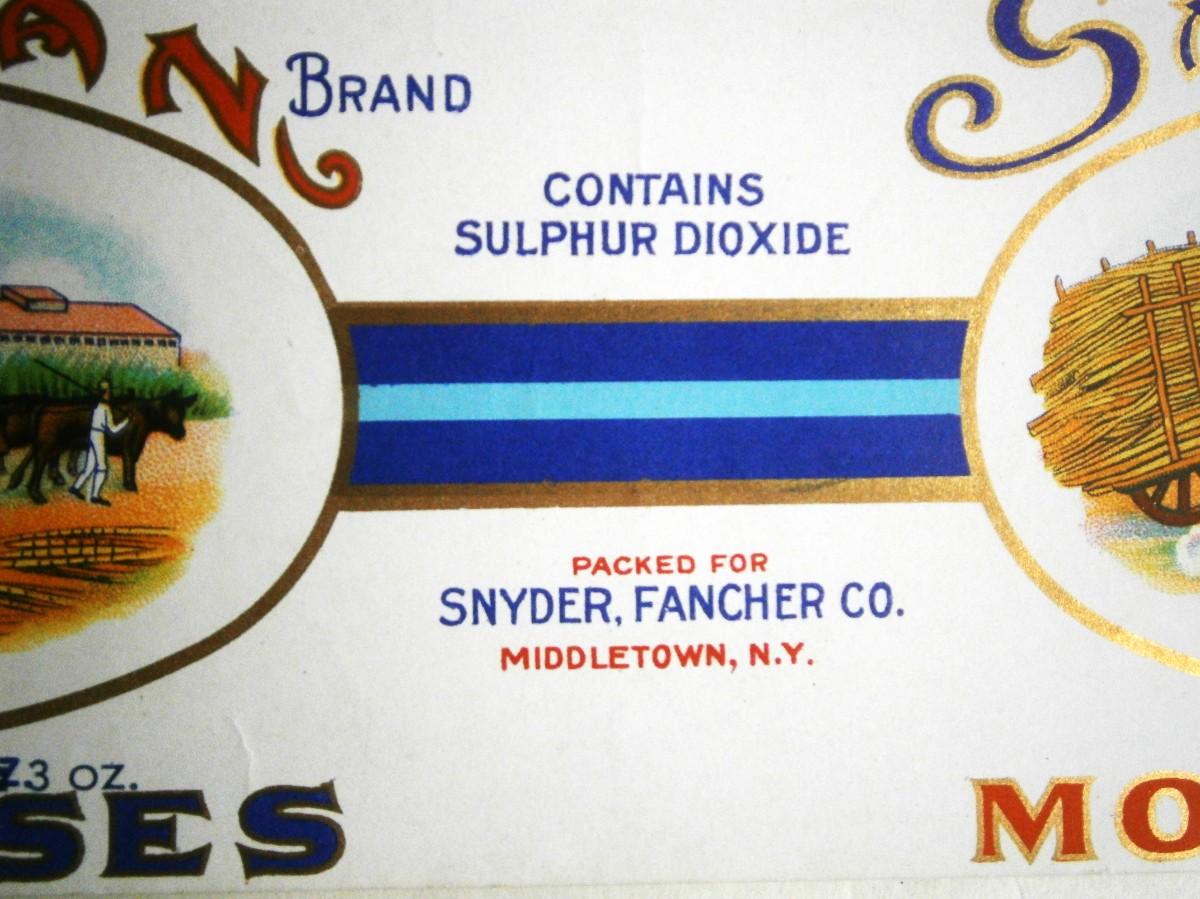 AN BRAND
CONTAINS
SULPHUR DIOXIDE
PACKED FOR
SNYDER, FANCHER CO.
MIDDLETOWN, N.Y.
3 OZ.
SES
MO